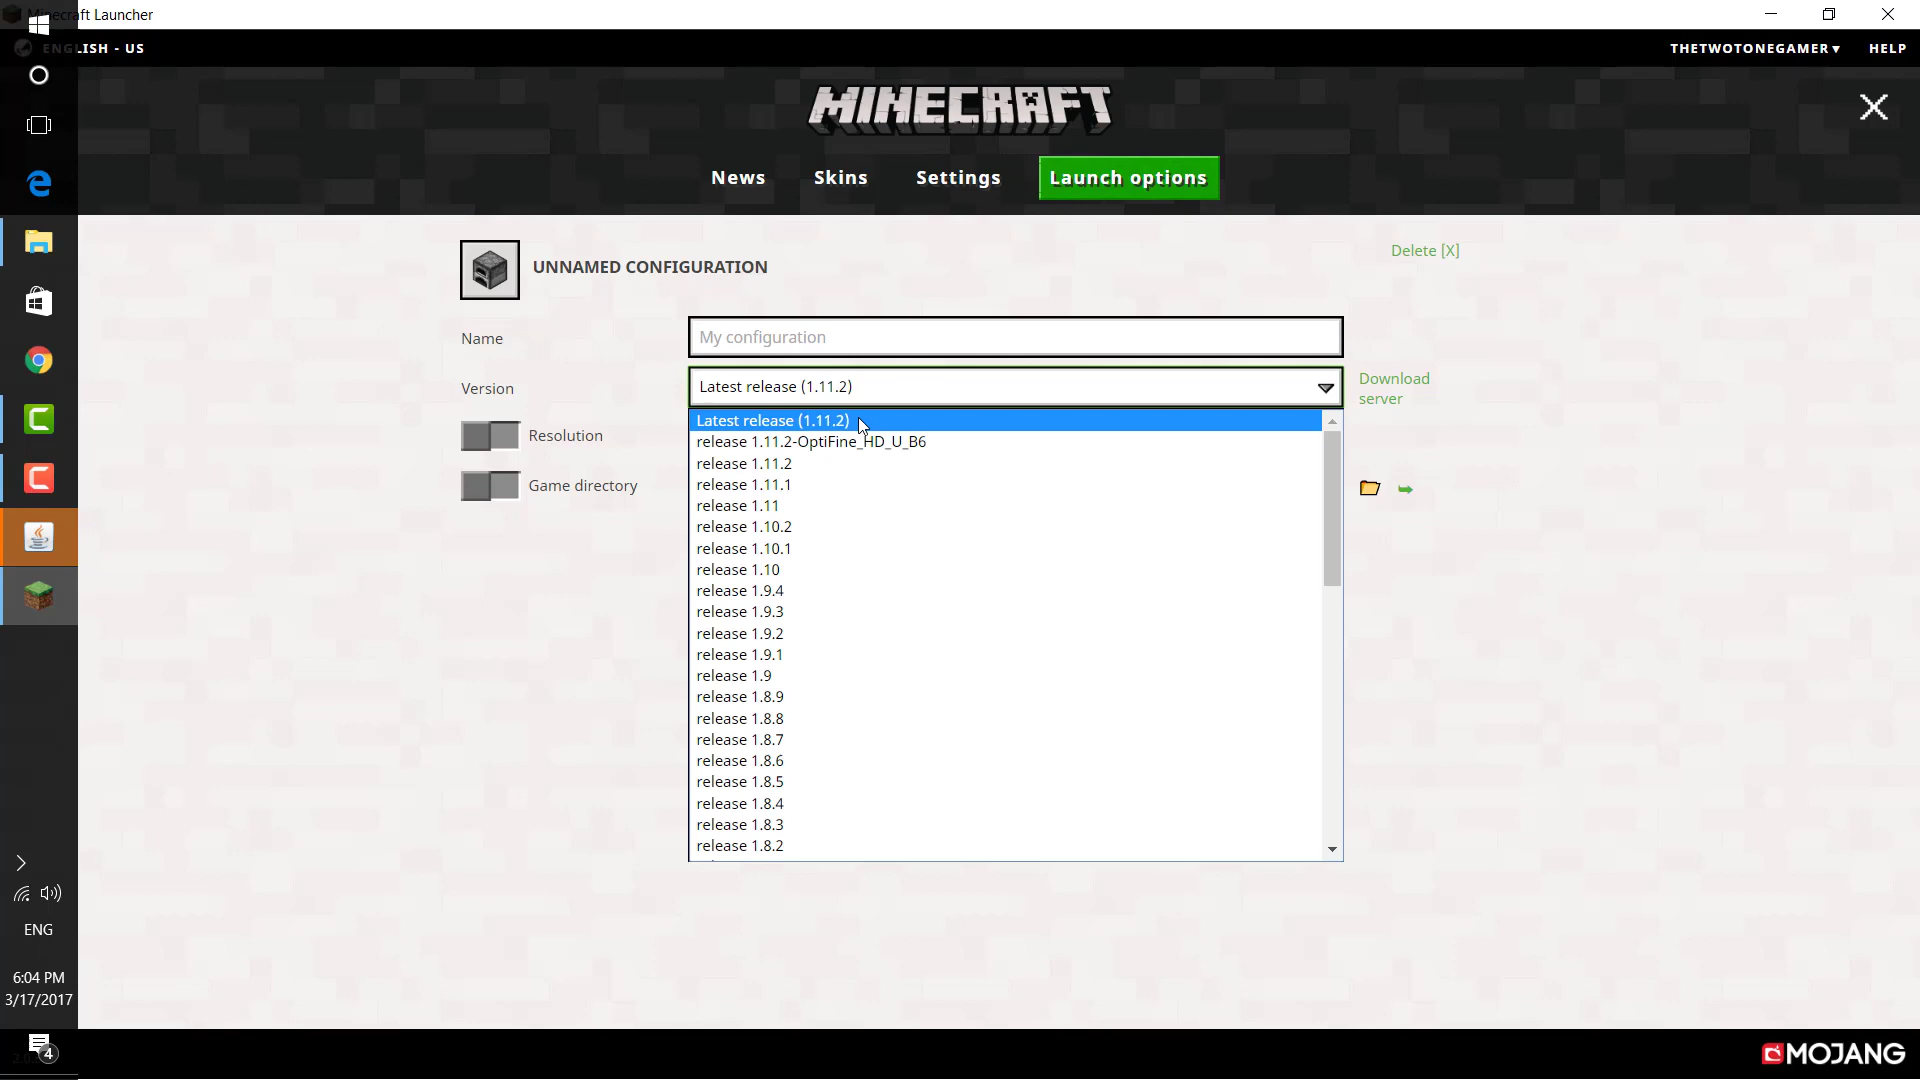 Minecraft Launcher
ENGLISH - US
THETWOTONEGAMER ▾ HELP
MINECRAFT
News Skins Settings Launch options
UNNAMED CONFIGURATION
Delete [X]
Name
My configuration
Version
Latest release (1.11.2)
Download
server
Latest release (1.11.2)
Resolution
release 1.11.2-OptiFine_HD_U_B6
release 1.11.2
Game directory
release 1.11.1
release 1.11
release 1.10.2
release 1.10.1
release 1.10
release 1.9.4
release 1.9.3
release 1.9.2
release 1.9.1
release 1.9
release 1.8.9
release 1.8.8
release 1.8.7
release 1.8.6
release 1.8.5
release 1.8.4
release 1.8.3
release 1.8.2
ENG
6:04 PM
3/17/2017
4
MOJANG